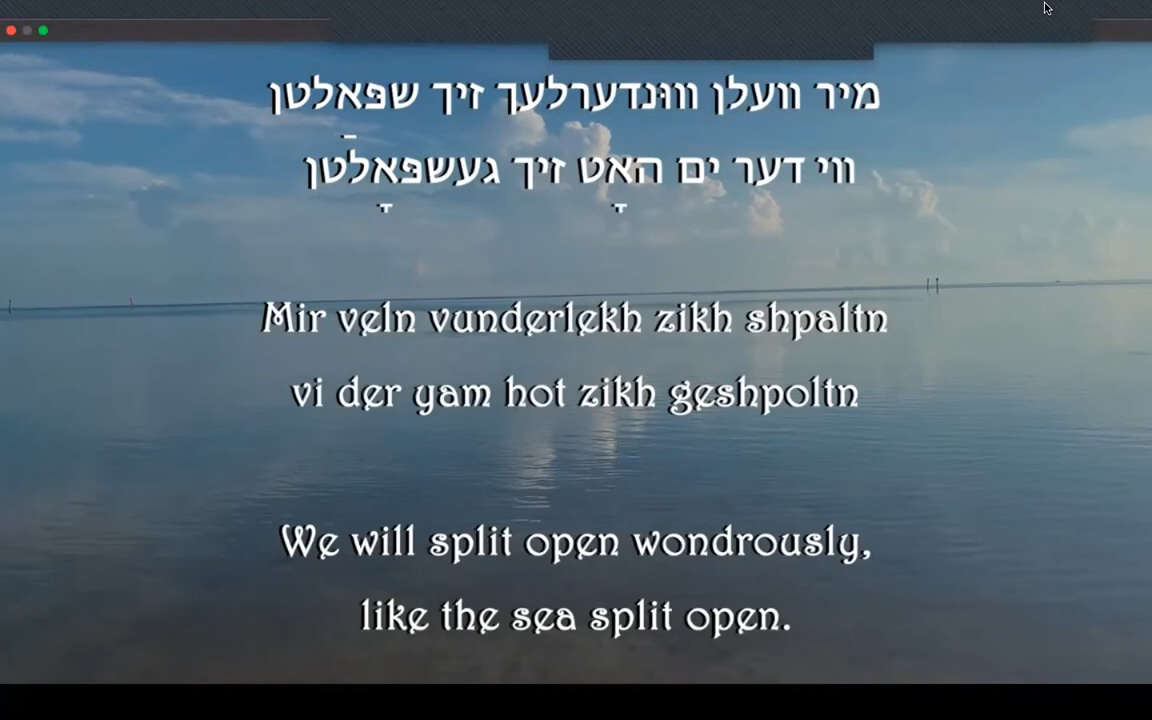 מיר וועלן וווּנדערלעך זיך שפּאַלטן
ווי דער ים האָט זיך געשפּאָלטן
Mir veln vunderlekh zikh shpaltn
vi der yam hot zikh geshpoltn
We will split open wondrously,
like the sea split open.